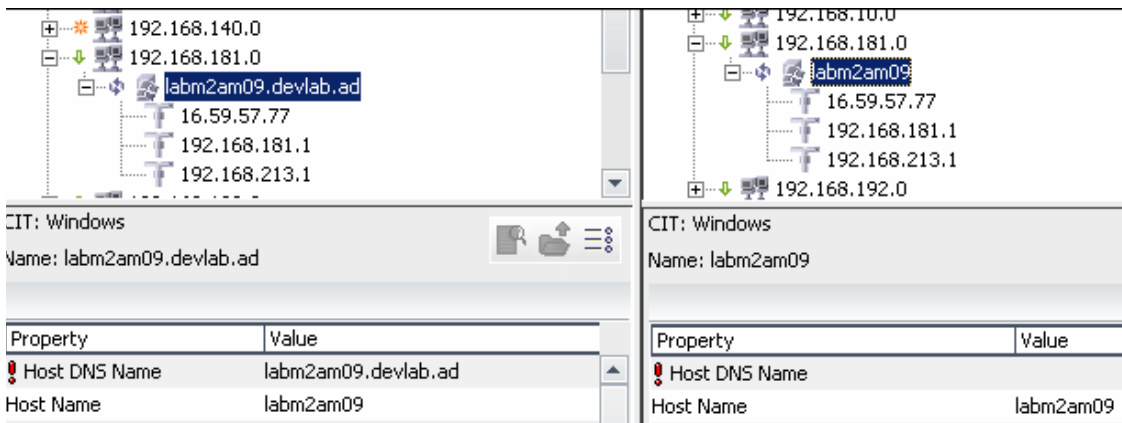 192.168.140.0
192.168.181.0
labm2am09.devlab.ad
16.59.57.77
192.168.181.1
192.168.213.1
CIT: Windows
Name: labm2am09.devlab.ad
Property Value
Host DNS Name labm2am09.devlab.ad
Host Name labm2am09
192.168.10.0
192.168.181.0
labm2am09
16.59.57.77
192.168.181.1
192.168.213.1
192.168.192.0
CIT: Windows
Name: labm2am09
Property Value
Host DNS Name
Host Name labm2am09